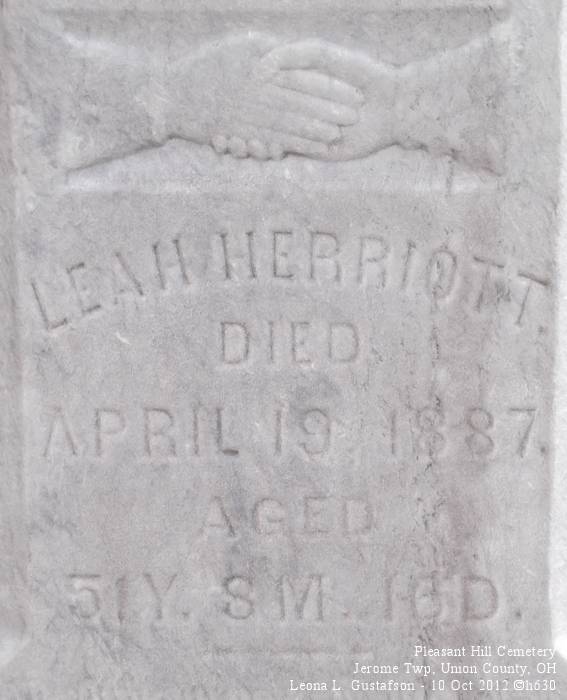 LEAH HERRIOTT.
DIED
APRIL 19, 1887.
AGED
51Y. 8M. 16D.
Pleasant Hill Cemetery
Jerome Twp, Union County, OH
Leona L. Gustafson - 10 Oct 2012 ©h630